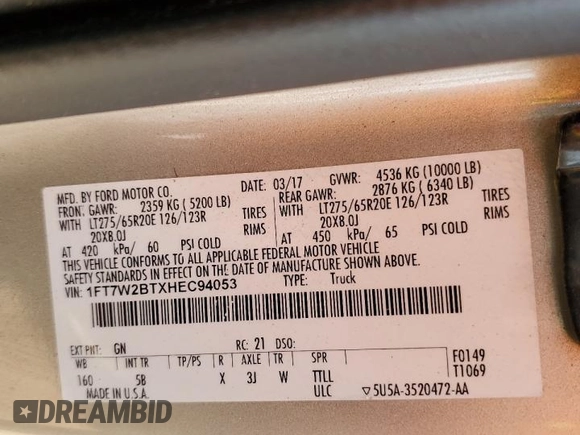 MFD. BY FORD MOTOR CO.
DATE: 03/17 GVWR: 4536 KG (10000 LB)
FRONT GAWR: 2359 KG (5200 LB) REAR GAWR: 2876 KG (6340 LB)
WITH LT275/65R20E 126/123R TIRES WITH LT275/65R20E 126/123R TIRES
20X8.0J RIMS 20X8.0J RIMS
AT 420 kPa/ 60 PSI COLD AT 450 kPa/ 65 PSI COLD
THIS VEHICLE CONFORMS TO ALL APPLICABLE FEDERAL MOTOR VEHICLE
SAFETY STANDARDS IN EFFECT ON THE DATE OF MANUFACTURE SHOWN ABOVE.
VIN: 1FT7W2BTXHEC94053 TYPE: Truck
EXT PNT: GN RC: 21 DSO: F0149
WB INT TR TP/PS R AXLE TR SPR T1069
160 5B X 3J W TTLL
MADE IN U.S.A. ULC ▽5U5A-3520472-AA
DREAMBID